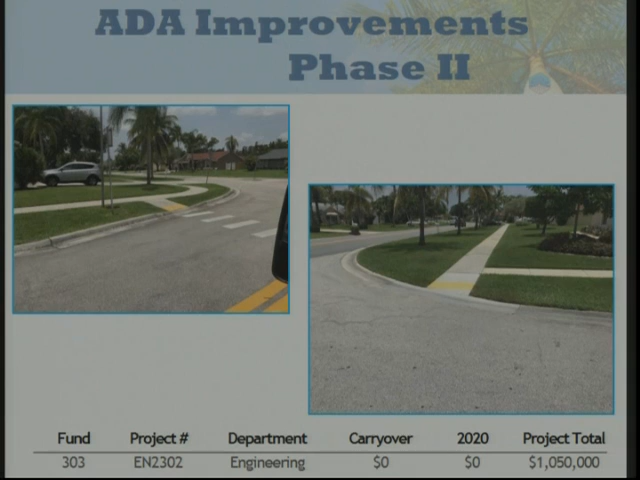 ADA Improvements
Phase II
Fund Project # Department Carryover 2020 Project Total
303 EN2302 Engineering $0 $0 $1,050,000